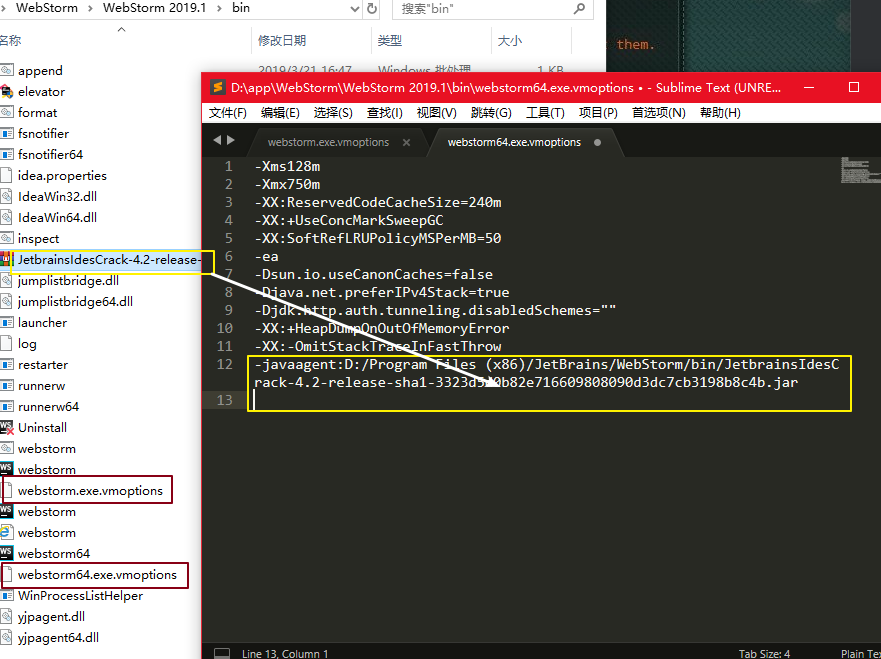 WebStorm > WebStorm 2019.1 > bin
搜索"bin"
名称
修改日期
类型
大小
them.
2019/3/21 16:47
Windows 批处理
1 KB
append
elevator
format
fsnotifier
fsnotifier64
idea.properties
IdeaWin32.dll
IdeaWin64.dll
inspect
JetbrainsIdesCrack-4.2-release-
jumplistbridge.dll
jumplistbridge64.dll
launcher
log
restarter
runnerw
runnerw64
Uninstall
webstorm
webstorm
webstorm.exe.vmoptions
webstorm
webstorm
webstorm64
webstorm64.exe.vmoptions
WinProcessListHelper
yjpagent.dll
yjpagent64.dll
D:\app\WebStorm\WebStorm 2019.1\bin\webstorm64.exe.vmoptions • - Sublime Text (UNRE...
文件(F) 编辑(E) 选择(S) 查找(I) 视图(V) 跳转(G) 工具(T) 项目(P) 首选项(N) 帮助(H)
webstorm.exe.vmoptions
webstorm64.exe.vmoptions
1 -Xms128m
2 -Xmx750m
3 -XX:ReservedCodeCacheSize=240m
4 -XX:+UseConcMarkSweepGC
5 -XX:SoftRefLRUPolicyMSPerMB=50
6 -ea
7 -Dsun.io.useCanonCaches=false
8 -Djava.net.preferIPv4Stack=true
9 -Djdk.http.auth.tunneling.disabledSchemes=""
10 -XX:+HeapDumpOnOutOfMemoryError
11 -XX:-OmitStackTraceInFastThrow
12 -javaagent:D:/Program Files (x86)/JetBrains/WebStorm/bin/JetbrainsIdesC
rack-4.2-release-sha1-
13
Line 13, Column 1
Tab Size: 4
Plain Tex